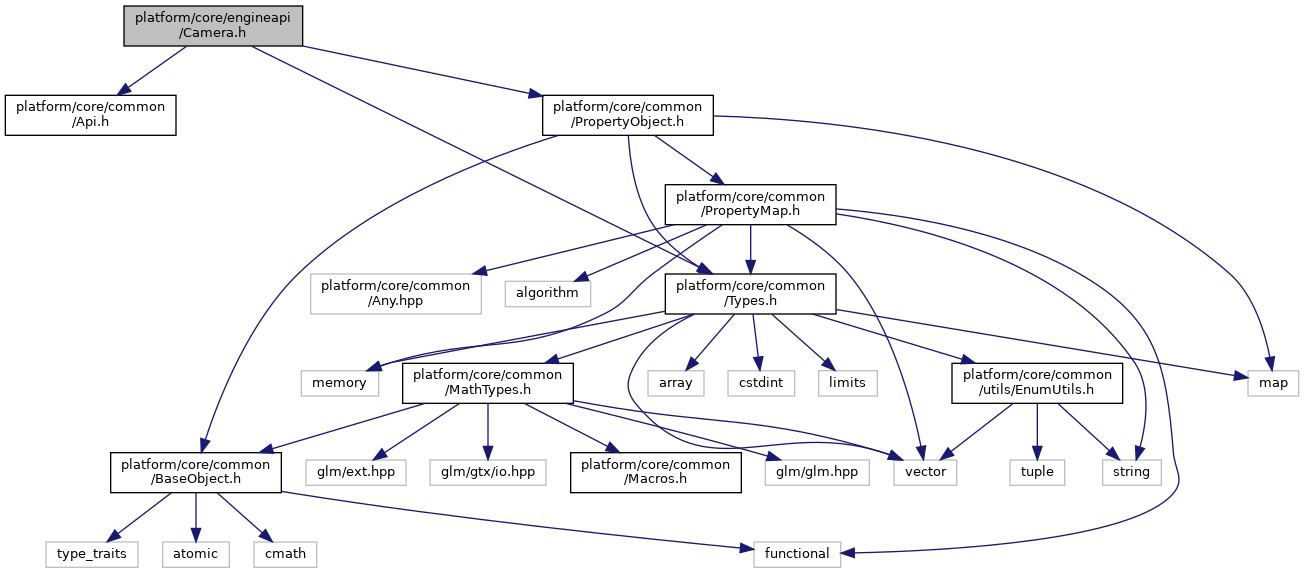 platform/core/engineapi
/Camera.h
platform/core/common
/Api.h
platform/core/common
/PropertyObject.h
platform/core/common
/PropertyMap.h
platform/core/common
/Any.hpp
algorithm
platform/core/common
/Types.h
memory
platform/core/common
/MathTypes.h
array
cstdint
limits
platform/core/common
/utils/EnumUtils.h
map
platform/core/common
/BaseObject.h
glm/ext.hpp
glm/gtx/io.hpp
platform/core/common
/Macros.h
glm/glm.hpp
vector
tuple
string
type_traits
atomic
cmath
functional